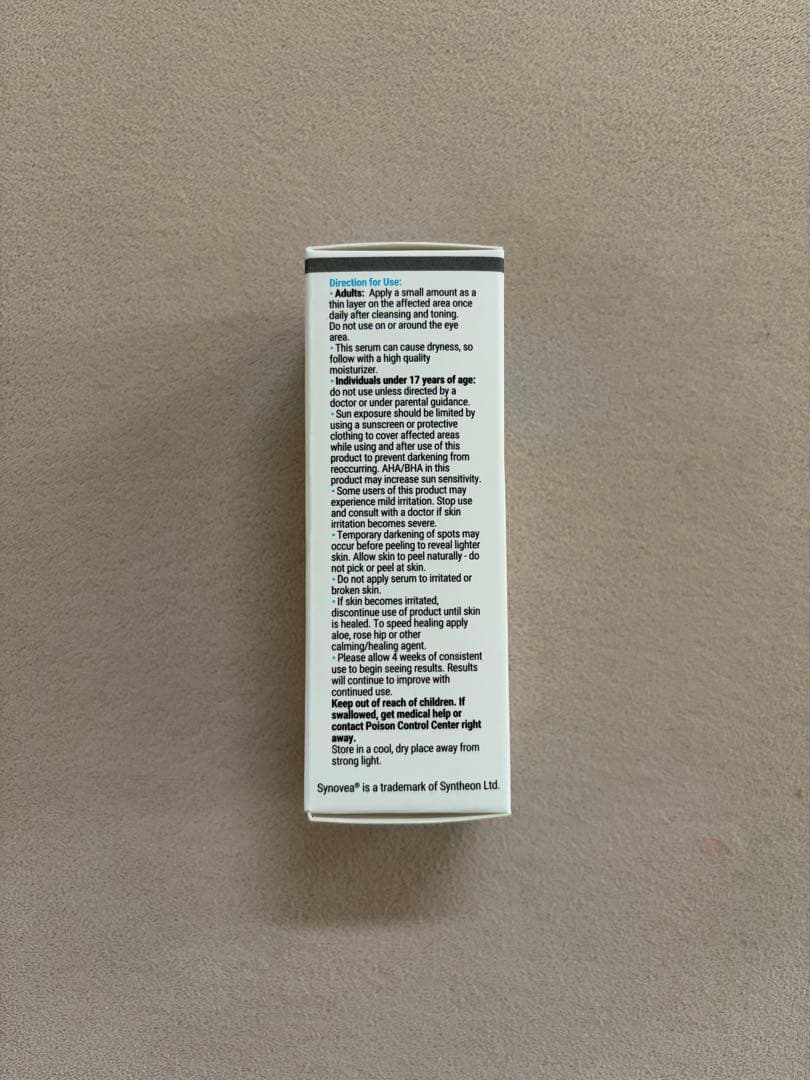 Direction for Use:
• Adults: Apply a small amount as a
thin layer on the affected area once
daily after cleansing and toning.
Do not use on or around the eye
area.
• This serum can cause dryness, so
follow with a high quality
moisturizer.
• Individuals under 17 years of age:
do not use unless directed by a
doctor or under parental guidance.
• Sun exposure should be limited by
using a sunscreen or protective
clothing to cover affected areas
while using and after use of this
product to prevent darkening from
reoccurring. AHA/BHA in this
product may increase sun sensitivity.
• Some users of this product may
experience mild irritation. Stop use
and consult with a doctor if skin
irritation becomes severe.
• Temporary darkening of spots may
occur before peeling to reveal lighter
skin. Allow skin to peel naturally - do
not pick or peel at skin.
• Do not apply serum to irritated or
broken skin.
• If skin becomes irritated,
discontinue use of product until skin
is healed. To speed healing apply
aloe, rose hip or other
calming/healing agent.
• Please allow 4 weeks of consistent
use to begin seeing results. Results
will continue to improve with
continued use.
Keep out of reach of children. If
swallowed, get medical help or
contact Poison Control Center right
away.
Store in a cool, dry place away from
strong light.
Synovea® is a trademark of Syntheon Ltd.